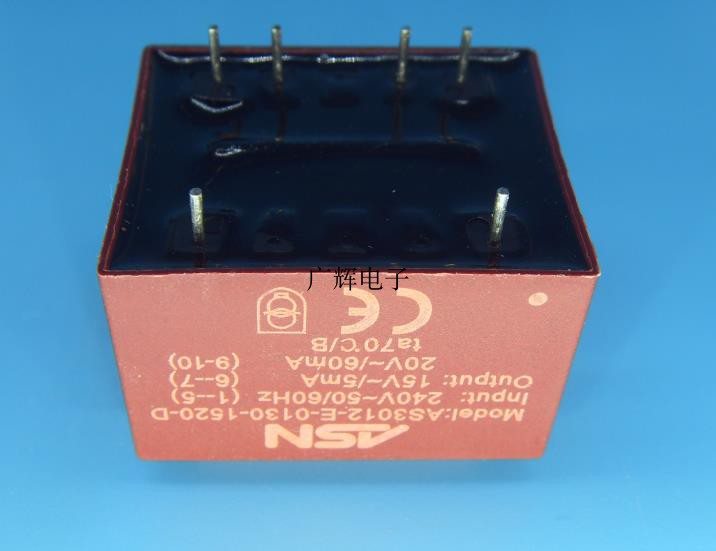 ASN
Model:AS3012-E-0130-1520-D
Input: 240V~50/60Hz (1--5)
Output: 15V~/5mA (6--7)
20V~/60mA (9-10)
ta70℃/B
CE
广辉电子